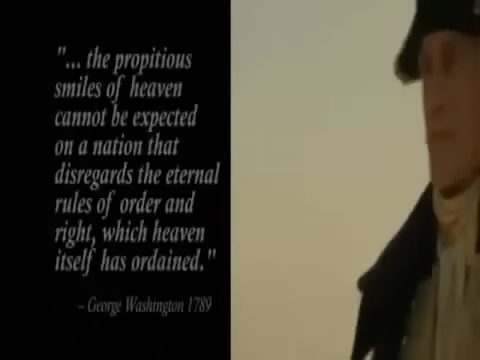 "... the propitious
smiles of heaven
cannot be expected
on a nation that
disregards the eternal
rules of order and
right, which heaven
itself has ordained."
– George Washington 1789